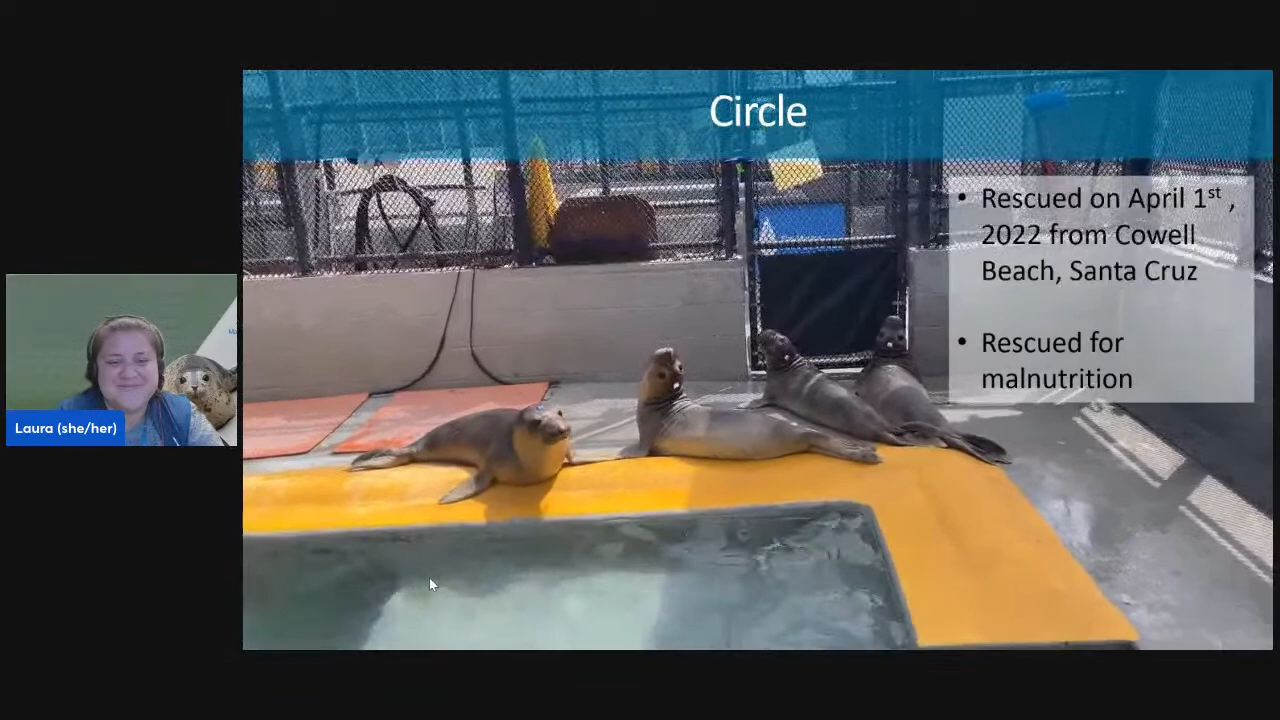 Circle
• Rescued on April 1st ,
2022 from Cowell
Beach, Santa Cruz
• Rescued for
malnutrition
Laura (she/her)